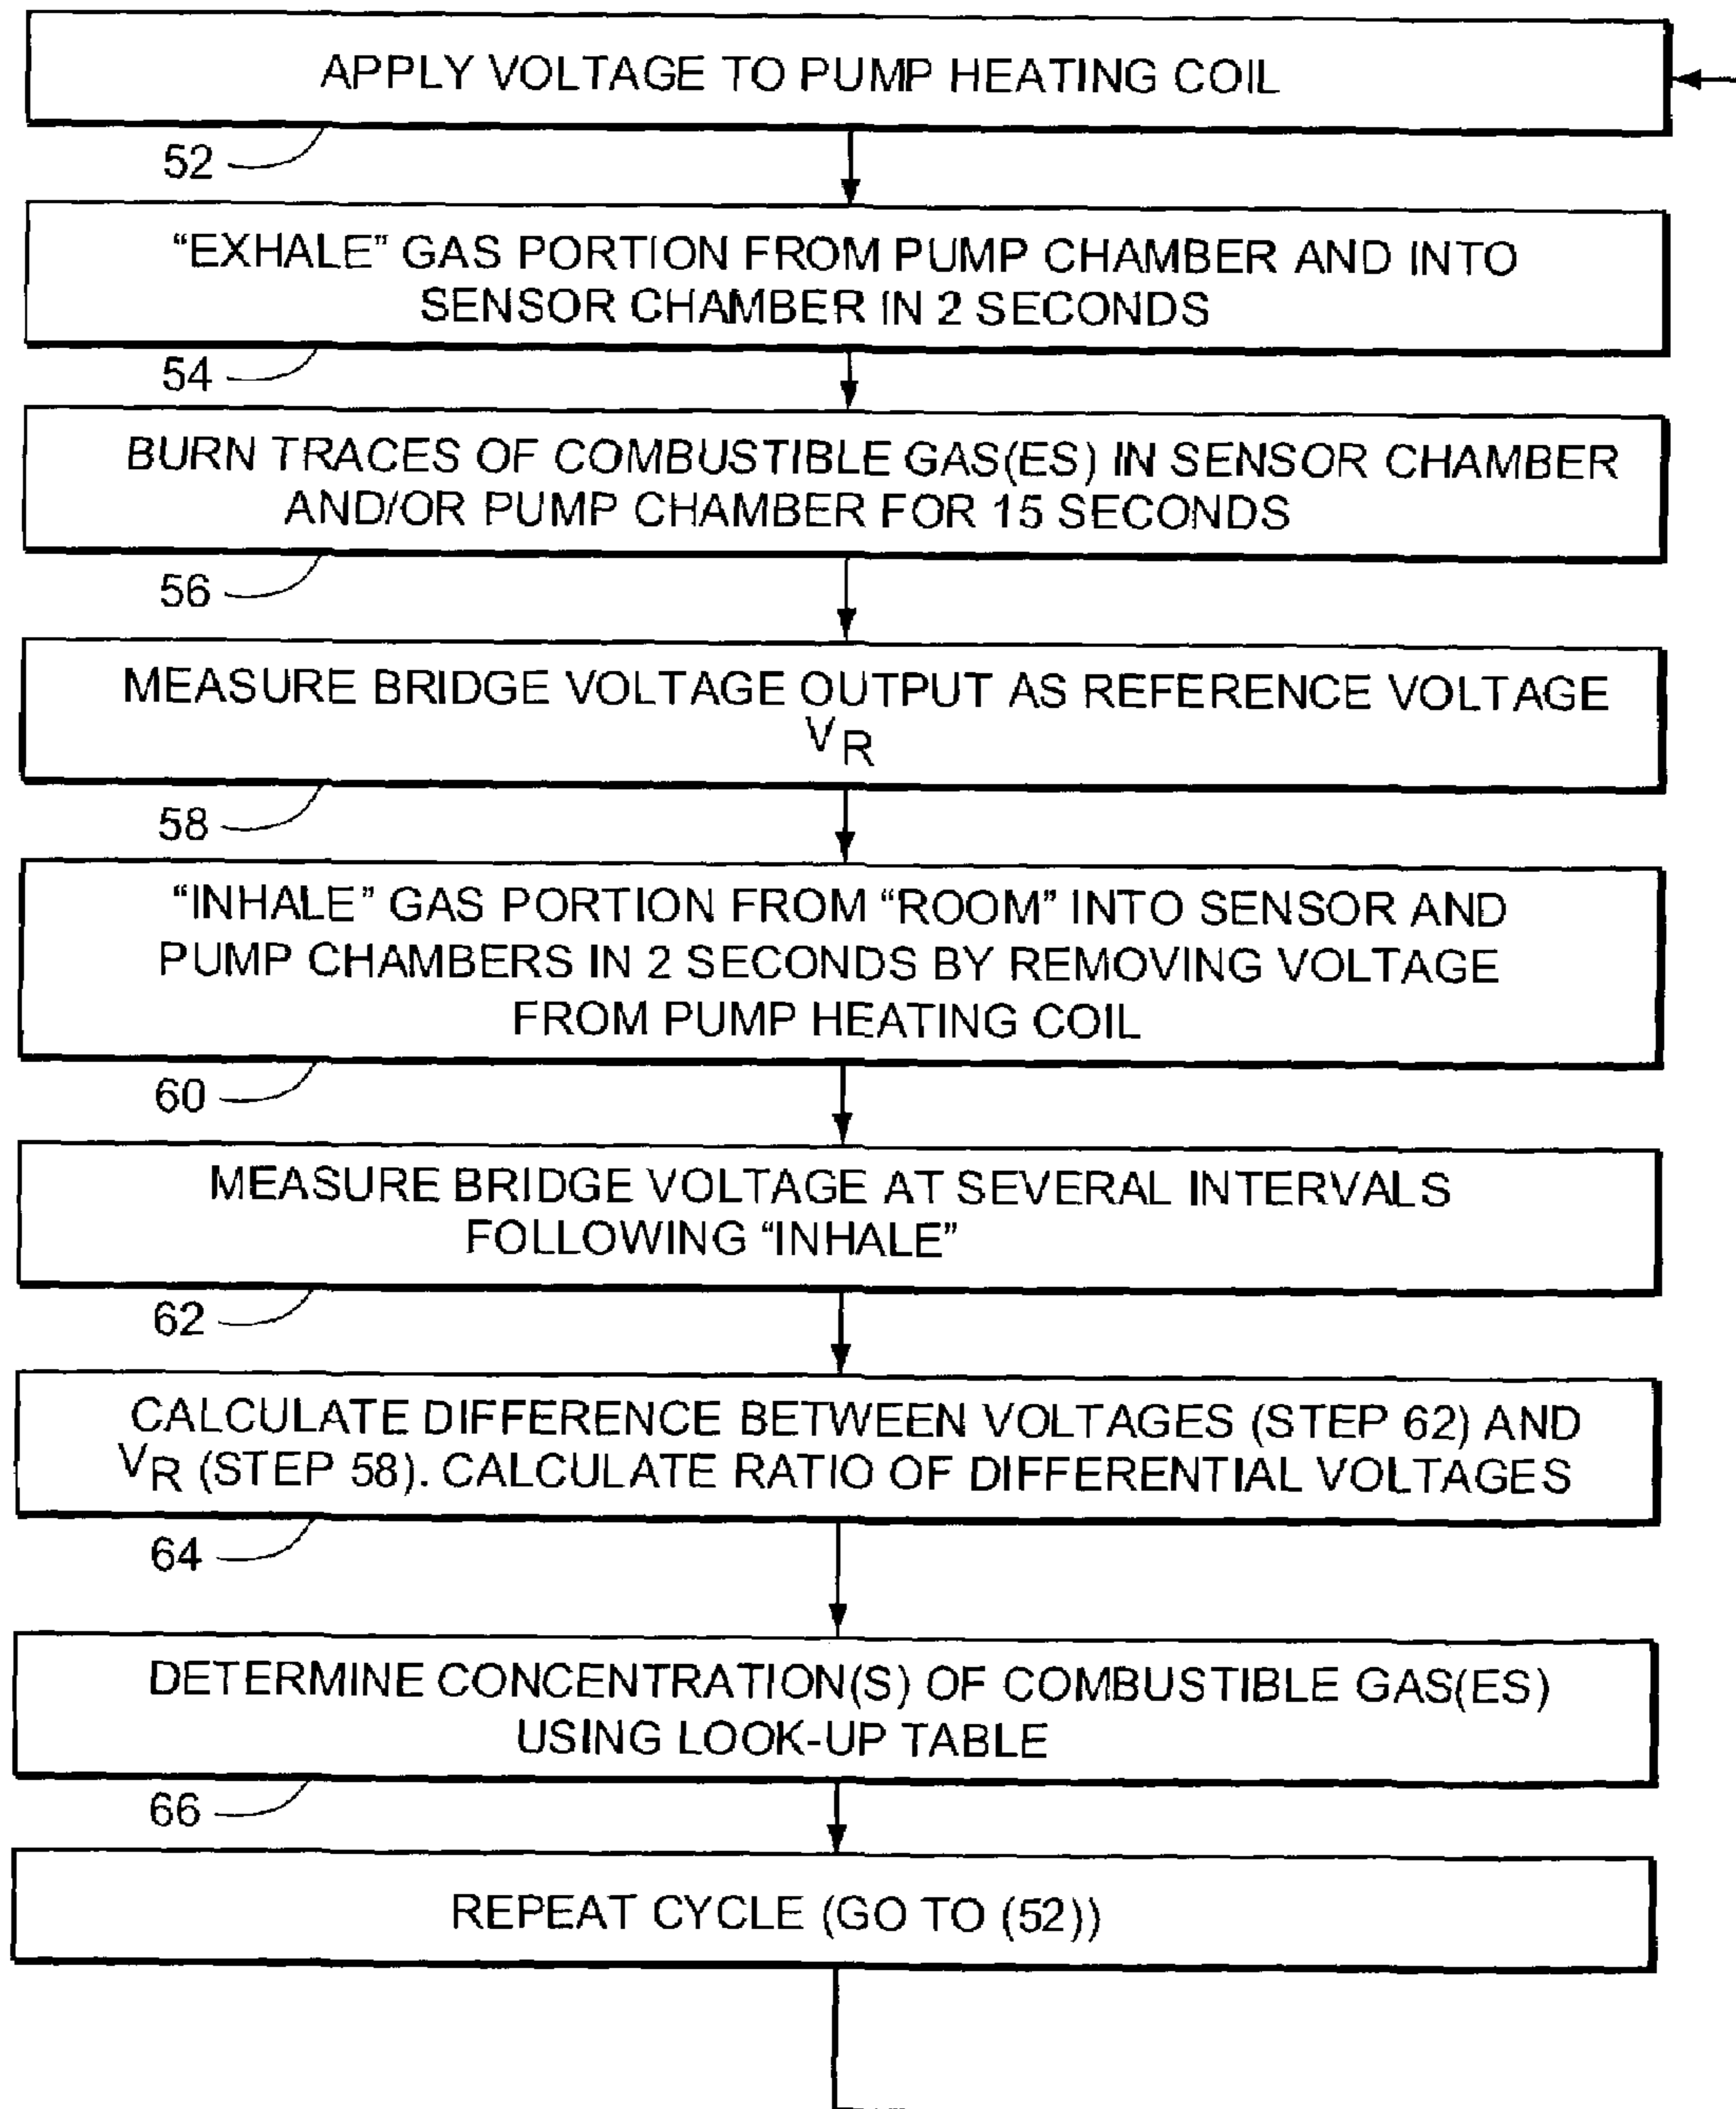 APPLY VOLTAGE TO PUMP HEATING COIL
52
“EXHALE” GAS PORTION FROM PUMP CHAMBER AND INTO
SENSOR CHAMBER IN 2 SECONDS
54
BURN TRACES OF COMBUSTIBLE GAS(ES) IN SENSOR CHAMBER
AND/OR PUMP CHAMBER FOR 15 SECONDS
56
MEASURE BRIDGE VOLTAGE OUTPUT AS REFERENCE VOLTAGE
VR
58
“INHALE” GAS PORTION FROM “ROOM” INTO SENSOR AND
PUMP CHAMBERS IN 2 SECONDS BY REMOVING VOLTAGE
FROM PUMP HEATING COIL
60
MEASURE BRIDGE VOLTAGE AT SEVERAL INTERVALS
FOLLOWING “INHALE”
62
CALCULATE DIFFERENCE BETWEEN VOLTAGES (STEP 62) AND
VR (STEP 58). CALCULATE RATIO OF DIFFERENTIAL VOLTAGES
64
DETERMINE CONCENTRATION(S) OF COMBUSTIBLE GAS(ES)
USING LOOK-UP TABLE
66
REPEAT CYCLE (GO TO (52))